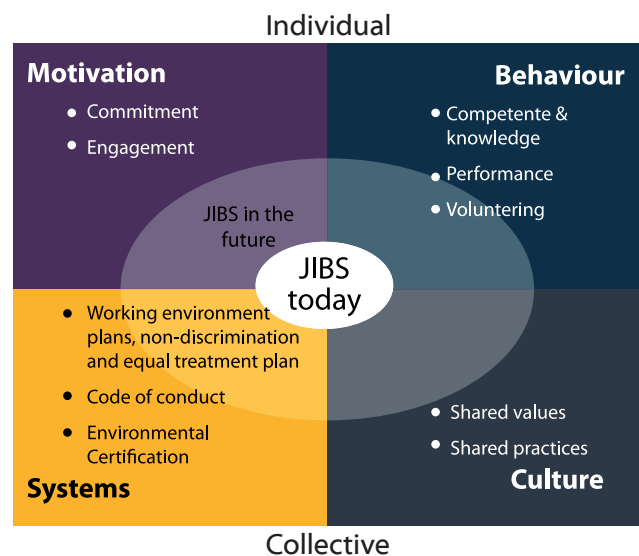 Individual
Motivation
• Commitment
• Engagement
Behaviour
• Competente &
knowledge
• Performance
• Voluntering
JIBS in the
future
JIBS
today
• Working environment
plans, non-discrimination
and equal treatment plan
• Code of conduct
• Environmental
Certification
Systems
• Shared values
• Shared practices
Culture
Collective